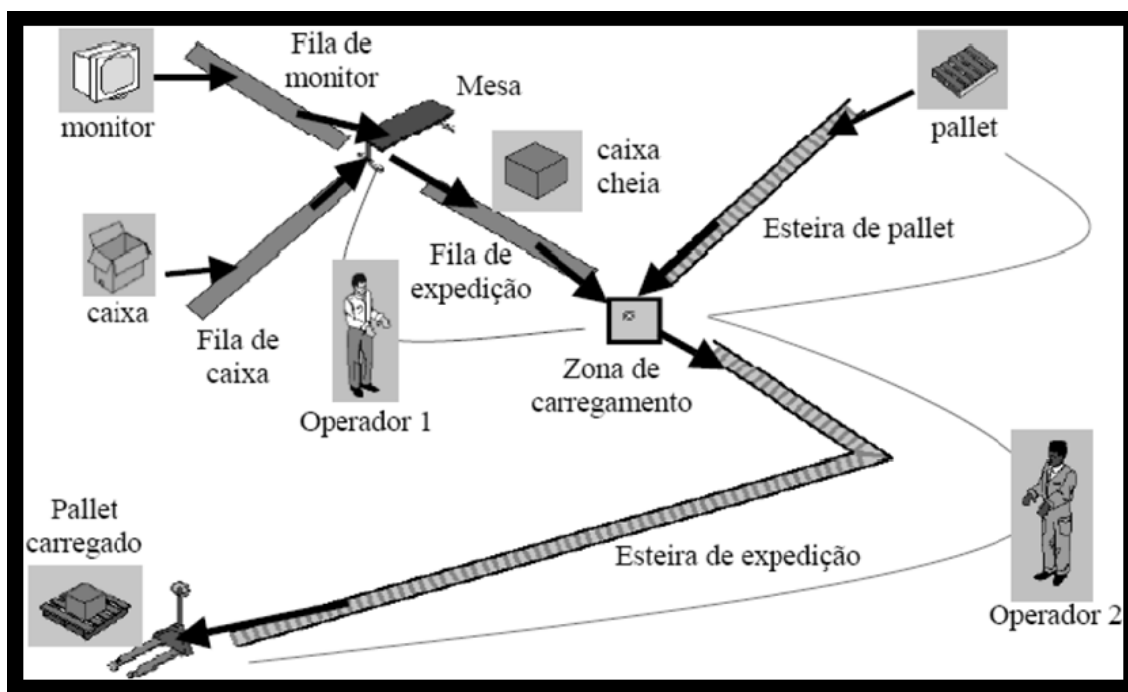 Fila de
monitor
Mesa
monitor
pallet
caixa
cheia
Esteira de pallet
caixa
Fila de
expedição
Fila de
caixa
Operador 1
Zona de
carregamento
Pallet
carregado
Esteira de expedição
Operador 2